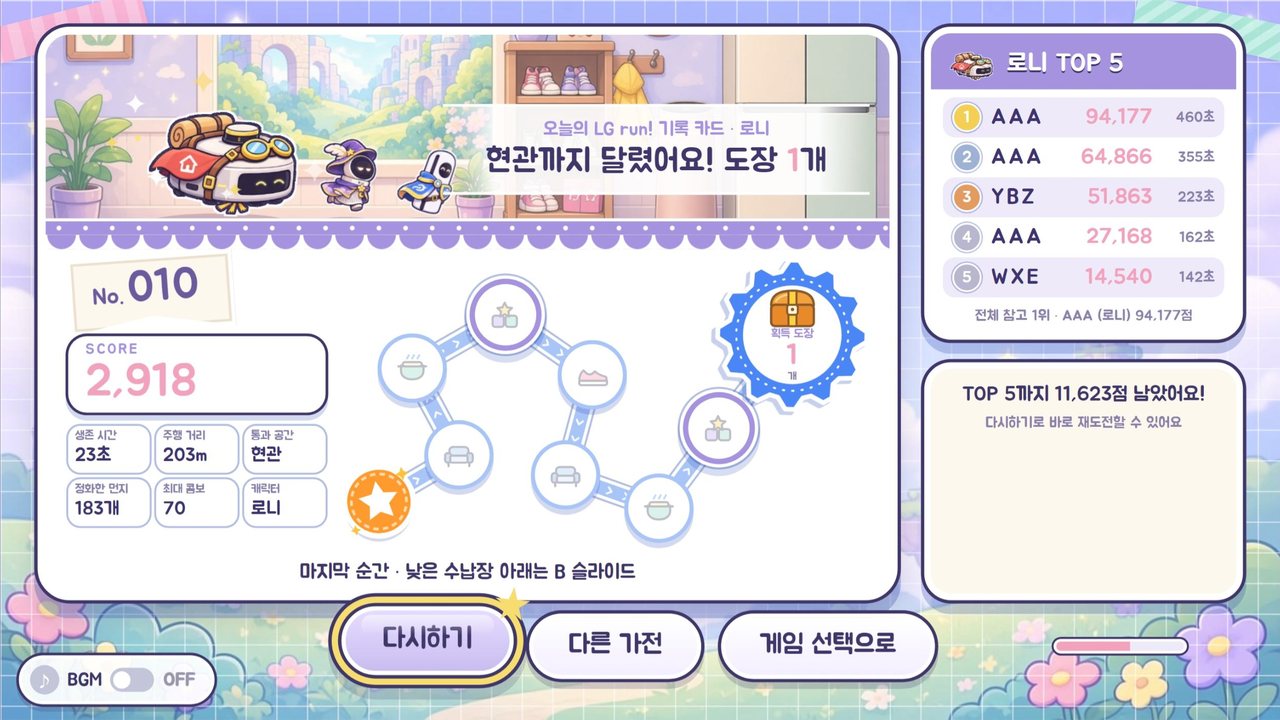 오늘의 LG run! 기록 카드 · 로니
현관까지 달렸어요! 도장 1개
No. 010
SCORE
2,918
생존 시간
23초
주행 거리
203m
통과 공간
현관
정화한 먼지
183개
최대 콤보
70
캐릭터
로니
획득 도장
1
개
마지막 순간 · 낮은 수납장 아래는 B 슬라이드
로니 TOP 5
1 AAA 94,177 460초
2 AAA 64,866 355초
3 YBZ 51,863 223초
4 AAA 27,168 162초
5 WXE 14,540 142초
전체 참고 1위 · AAA (로니) 94,177점
TOP 5까지 11,623점 남았어요!
다시하기로 바로 재도전할 수 있어요
다시하기
다른 가전
게임 선택으로
BGM OFF